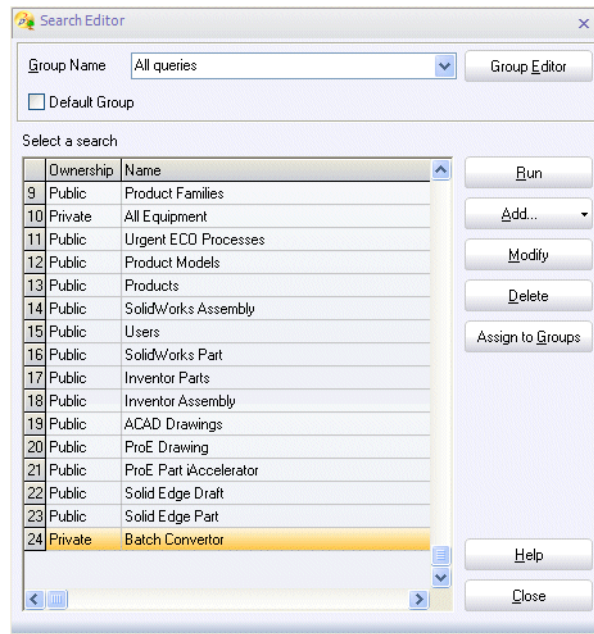 Search Editor
Group Name All queries Group Editor
Default Group
Select a search
Ownership Name
9 Public Product Families
10 Private All Equipment
11 Public Urgent ECO Processes
12 Public Product Models
13 Public Products
14 Public SolidWorks Assembly
15 Public Users
16 Public SolidWorks Part
17 Public Inventor Parts
18 Public Inventor Assembly
19 Public ACAD Drawings
20 Public ProE Drawing
21 Public ProE Part iAccelerator
22 Public Solid Edge Draft
23 Public Solid Edge Part
24 Private Batch Convertor
Run
Add...
Modify
Delete
Assign to Groups
Help
Close